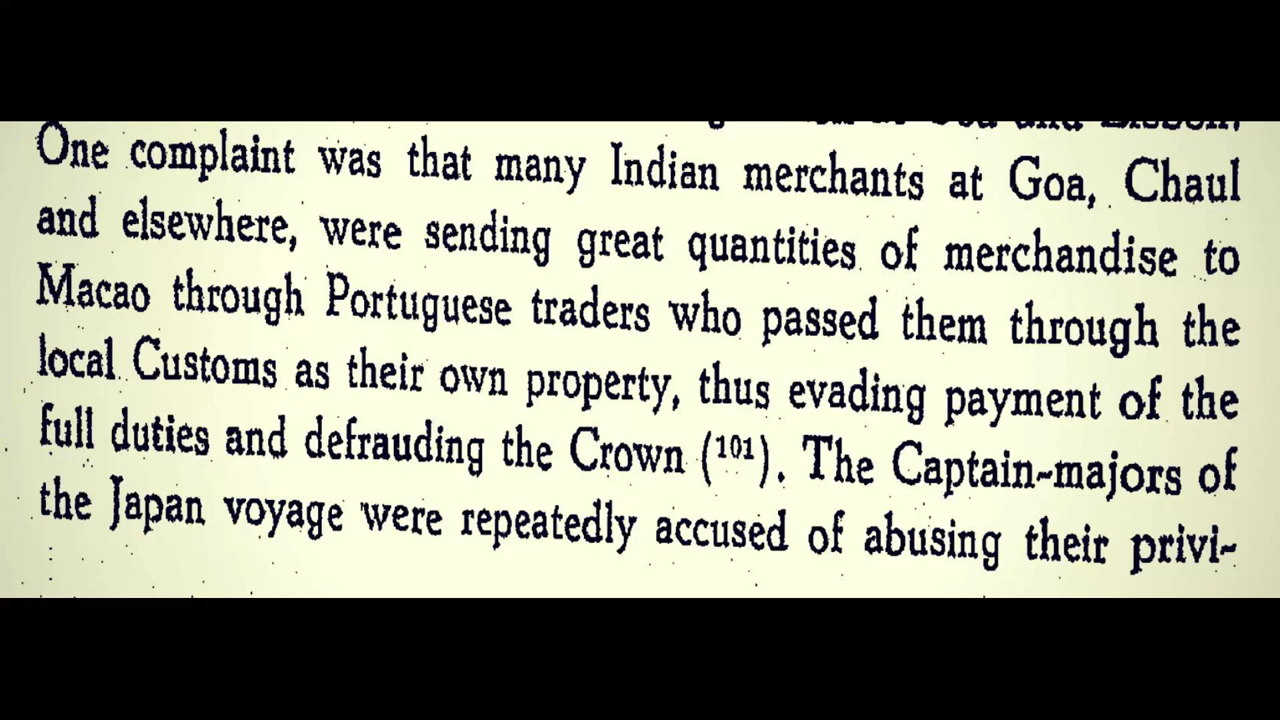 and Lisbon.
One complaint was that many Indian merchants at Goa, Chaul
and elsewhere, were sending great quantities of merchandise to
Macao through Portuguese traders who passed them through the
local Customs as their own property, thus evading payment of the
full duties and defrauding the Crown (101). The Captain-majors of
the Japan voyage were repeatedly accused of abusing their privi-